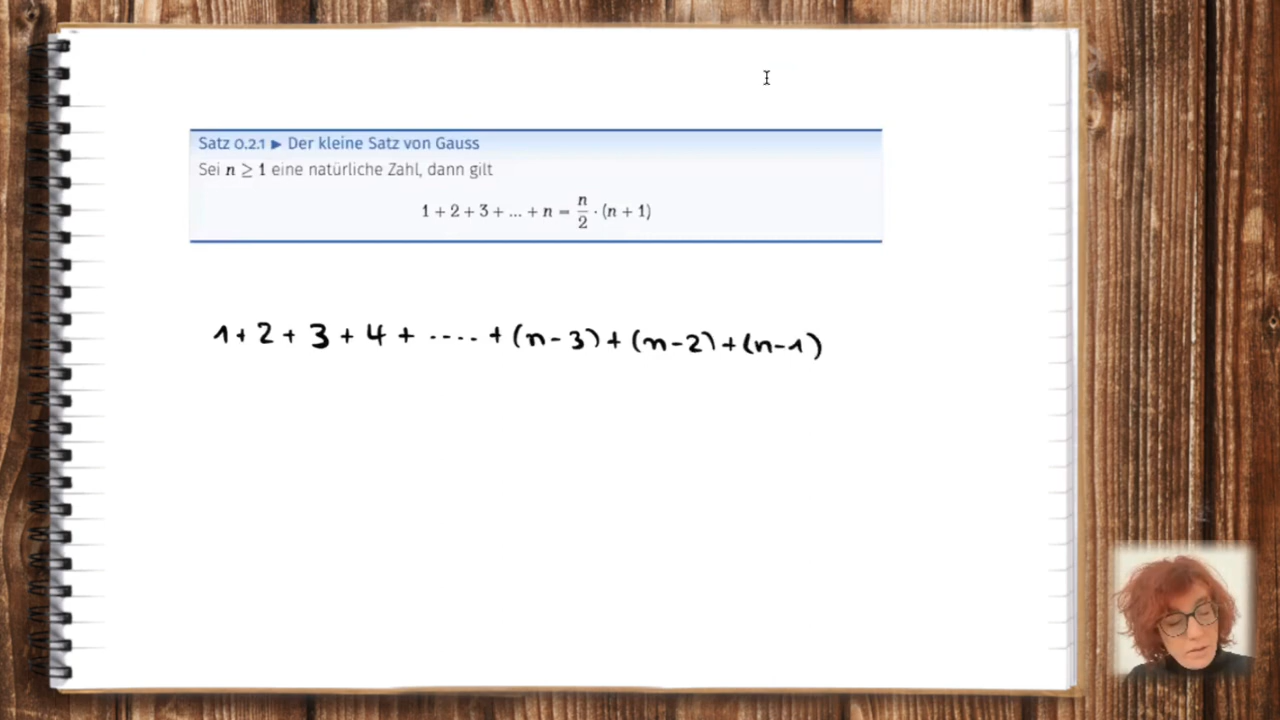 Satz 0.2.1 ▶ Der kleine Satz von Gauss
Sei n ≥ 1 eine natürliche Zahl, dann gilt
1 + 2 + 3 + ... + n = n/2 · (n + 1)
1 + 2 + 3 + 4 + ..... + (n-3) + (n-2) + (n-1)